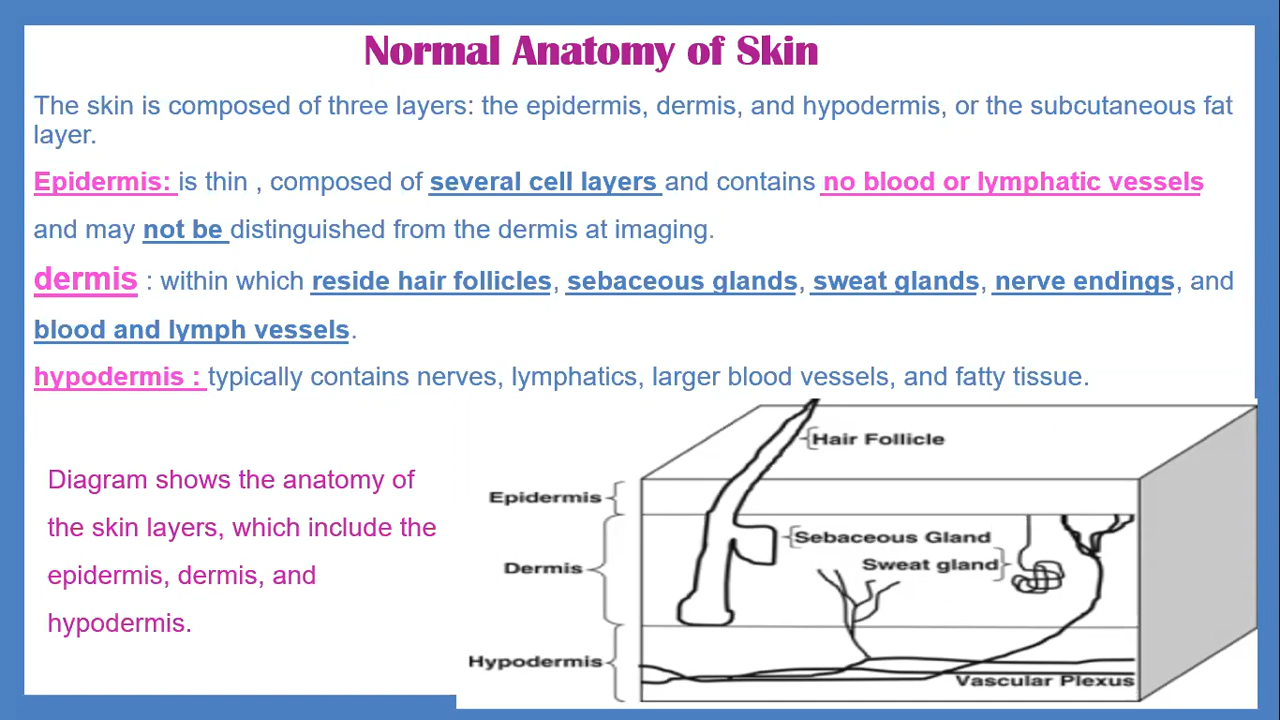 Normal Anatomy of Skin
The skin is composed of three layers: the epidermis, dermis, and hypodermis, or the subcutaneous fat
layer.
Epidermis: is thin , composed of several cell layers and contains no blood or lymphatic vessels
and may not be distinguished from the dermis at imaging.
dermis : within which reside hair follicles, sebaceous glands, sweat glands, nerve endings, and
blood and lymph vessels.
hypodermis : typically contains nerves, lymphatics, larger blood vessels, and fatty tissue.
Diagram shows the anatomy of
the skin layers, which include the
epidermis, dermis, and
hypodermis.
Hair Follicle
Epidermis
Sebaceous Gland
Sweat gland
Dermis
Hypodermis
Vascular Plexus